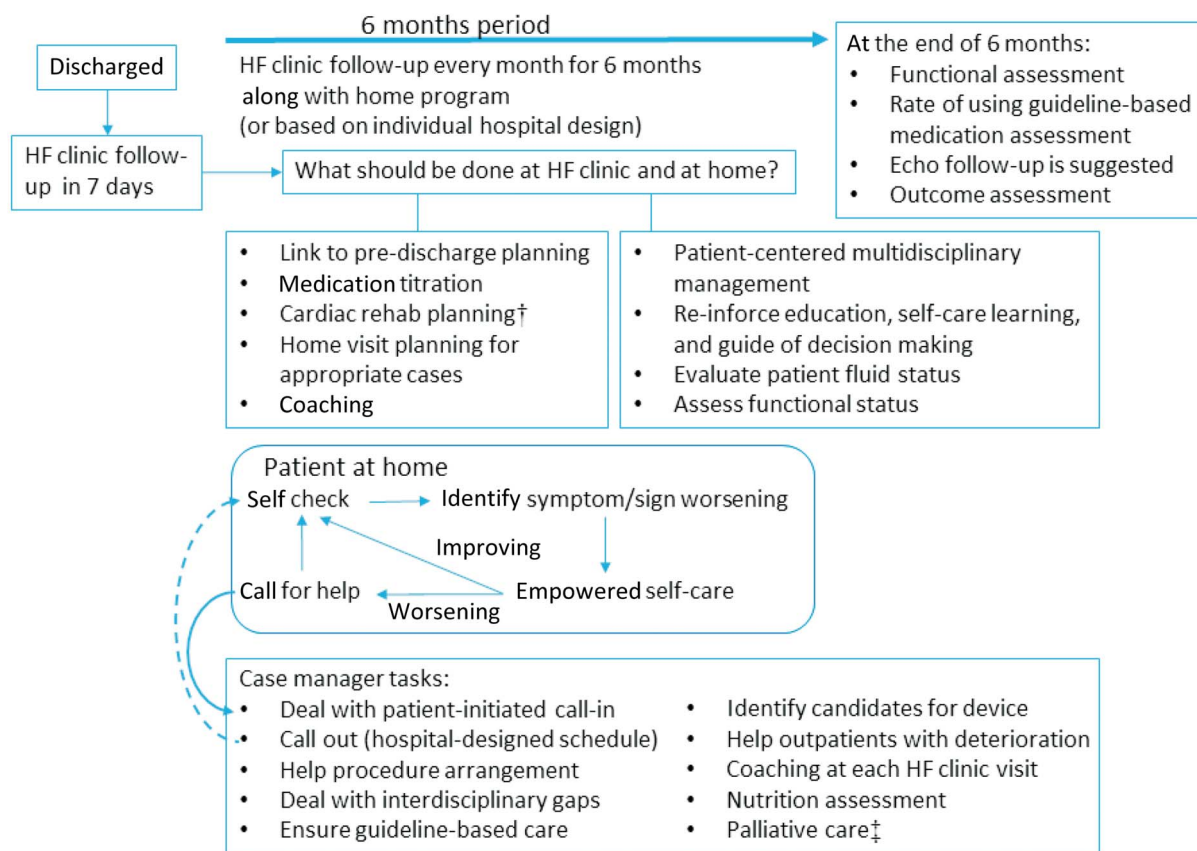 6 months period
Discharged
HF clinic follow-
up in 7 days
HF clinic follow-up every month for 6 months
along with home program
(or based on individual hospital design)
At the end of 6 months:
• Functional assessment
• Rate of using guideline-based
medication assessment
• Echo follow-up is suggested
• Outcome assessment
What should be done at HF clinic and at home?
• Link to pre-discharge planning
• Medication titration
• Cardiac rehab planning†
• Home visit planning for
appropriate cases
• Coaching
• Patient-centered multidisciplinary
management
• Re-inforce education, self-care learning,
and guide of decision making
• Evaluate patient fluid status
• Assess functional status
Patient at home
Self check
Identify symptom/sign worsening
Improving
Call for help
Worsening
Empowered self-care
Case manager tasks:
• Deal with patient-initiated call-in
• Call out (hospital-designed schedule)
• Help procedure arrangement
• Deal with interdisciplinary gaps
• Ensure guideline-based care
• Identify candidates for device
• Help outpatients with deterioration
• Coaching at each HF clinic visit
• Nutrition assessment
• Palliative care‡